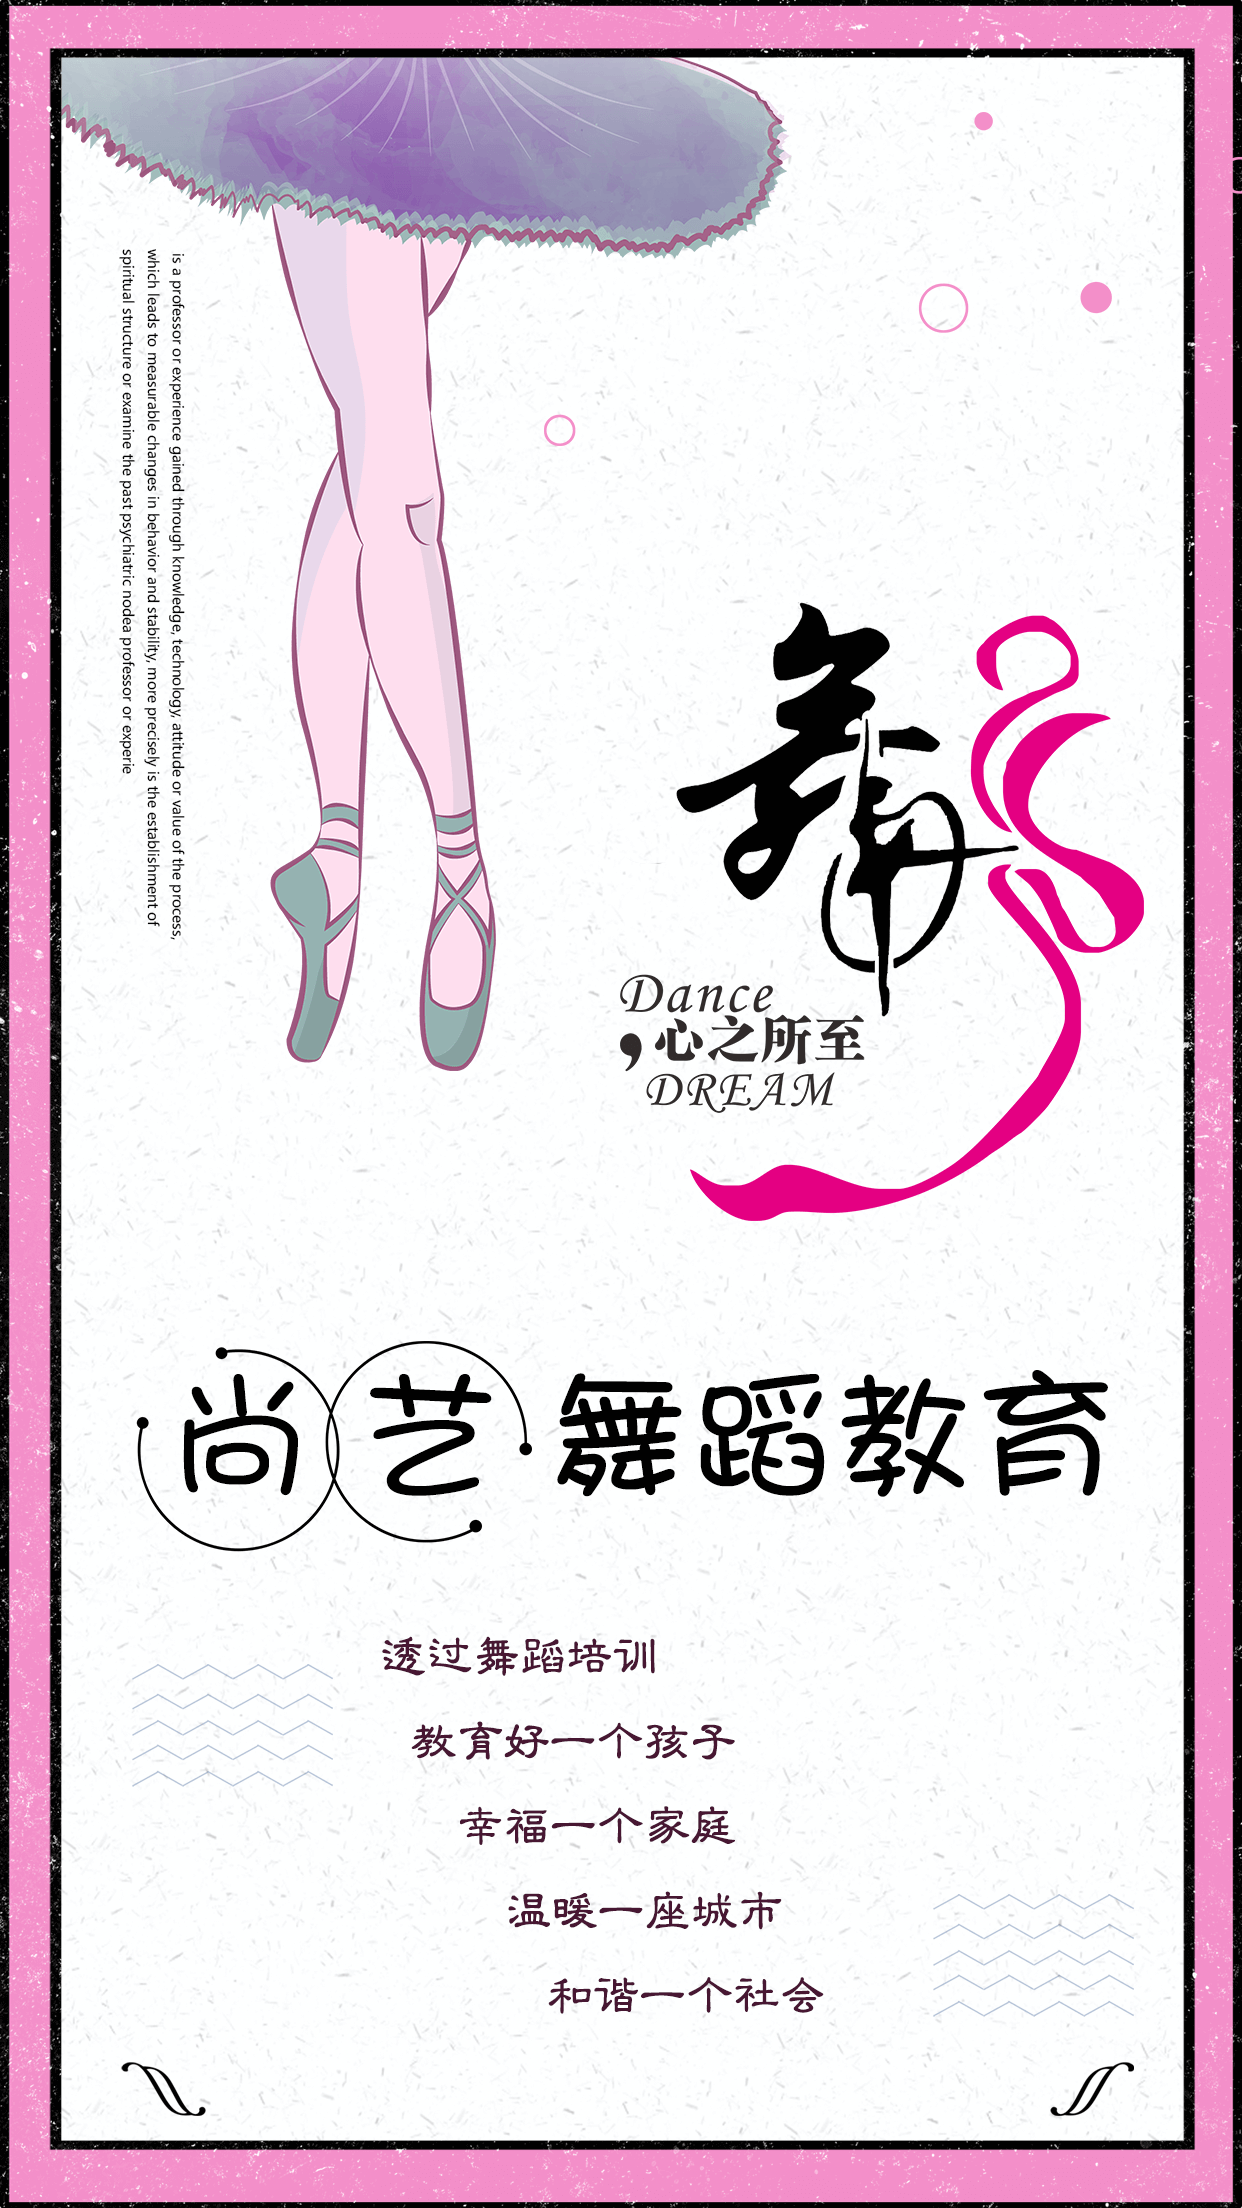 is a professor or experience gained through knowledge, technology, attitude or value of the process,
which leads to measurable changes in behavior and stability, more precisely is the establishment of
spiritual structure or examine the past psychiatric nodea professor or experie
舞
Dance
,心之所至
DREAM
尚艺舞蹈教育
透过舞蹈培训
教育好一个孩子
幸福一个家庭
温暖一座城市
和谐一个社会